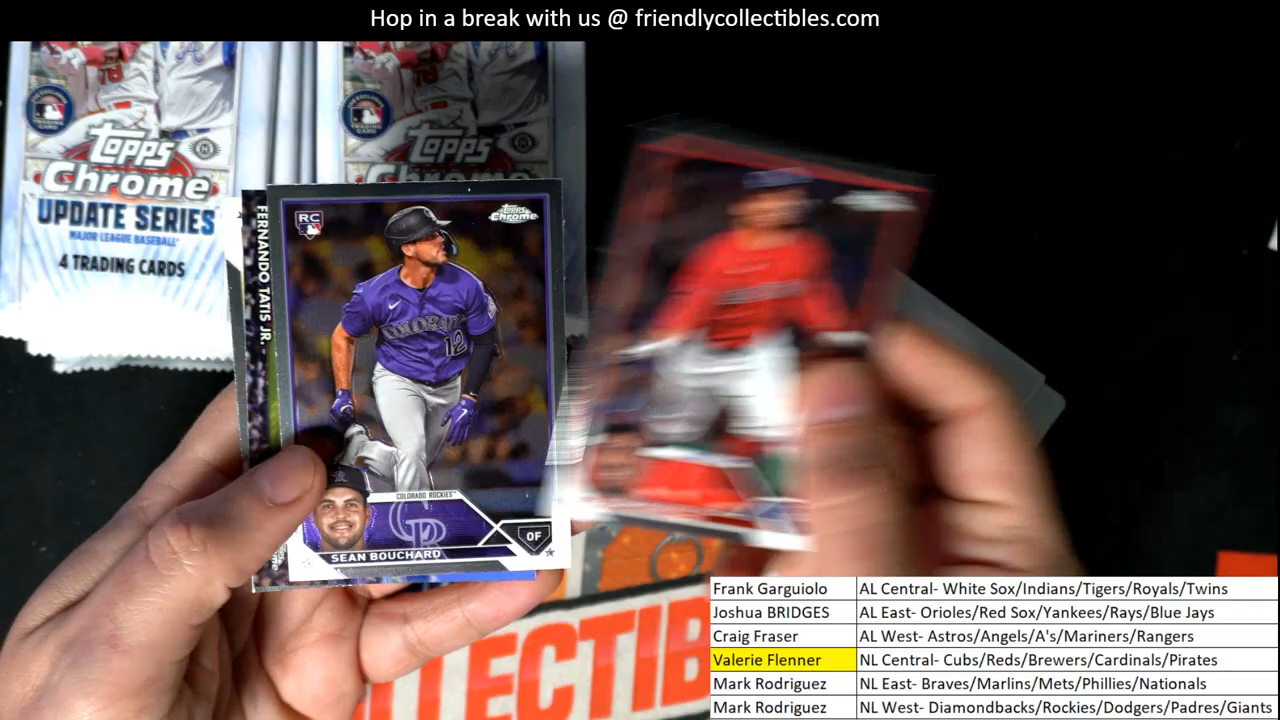 Hop in a break with us @ friendlycollectibles.com
Topps
Chrome
UPDATE SERIES
MAJOR LEAGUE BASEBALL
4 TRADING CARDS
Topps
Chrome
FERNANDO TATIS JR.
RC
Topps
Chrome
COLORADO
12
COLORADO ROCKIES
CR
OF
SEAN BOUCHARD
LLECTIB
Frank Garguiolo AL Central- White Sox/Indians/Tigers/Royals/Twins
Joshua BRIDGES AL East- Orioles/Red Sox/Yankees/Rays/Blue Jays
Craig Fraser AL West- Astros/Angels/A's/Mariners/Rangers
Valerie Flenner NL Central- Cubs/Reds/Brewers/Cardinals/Pirates
Mark Rodriguez NL East- Braves/Marlins/Mets/Phillies/Nationals
Mark Rodriguez NL West- Diamondbacks/Rockies/Dodgers/Padres/Giants